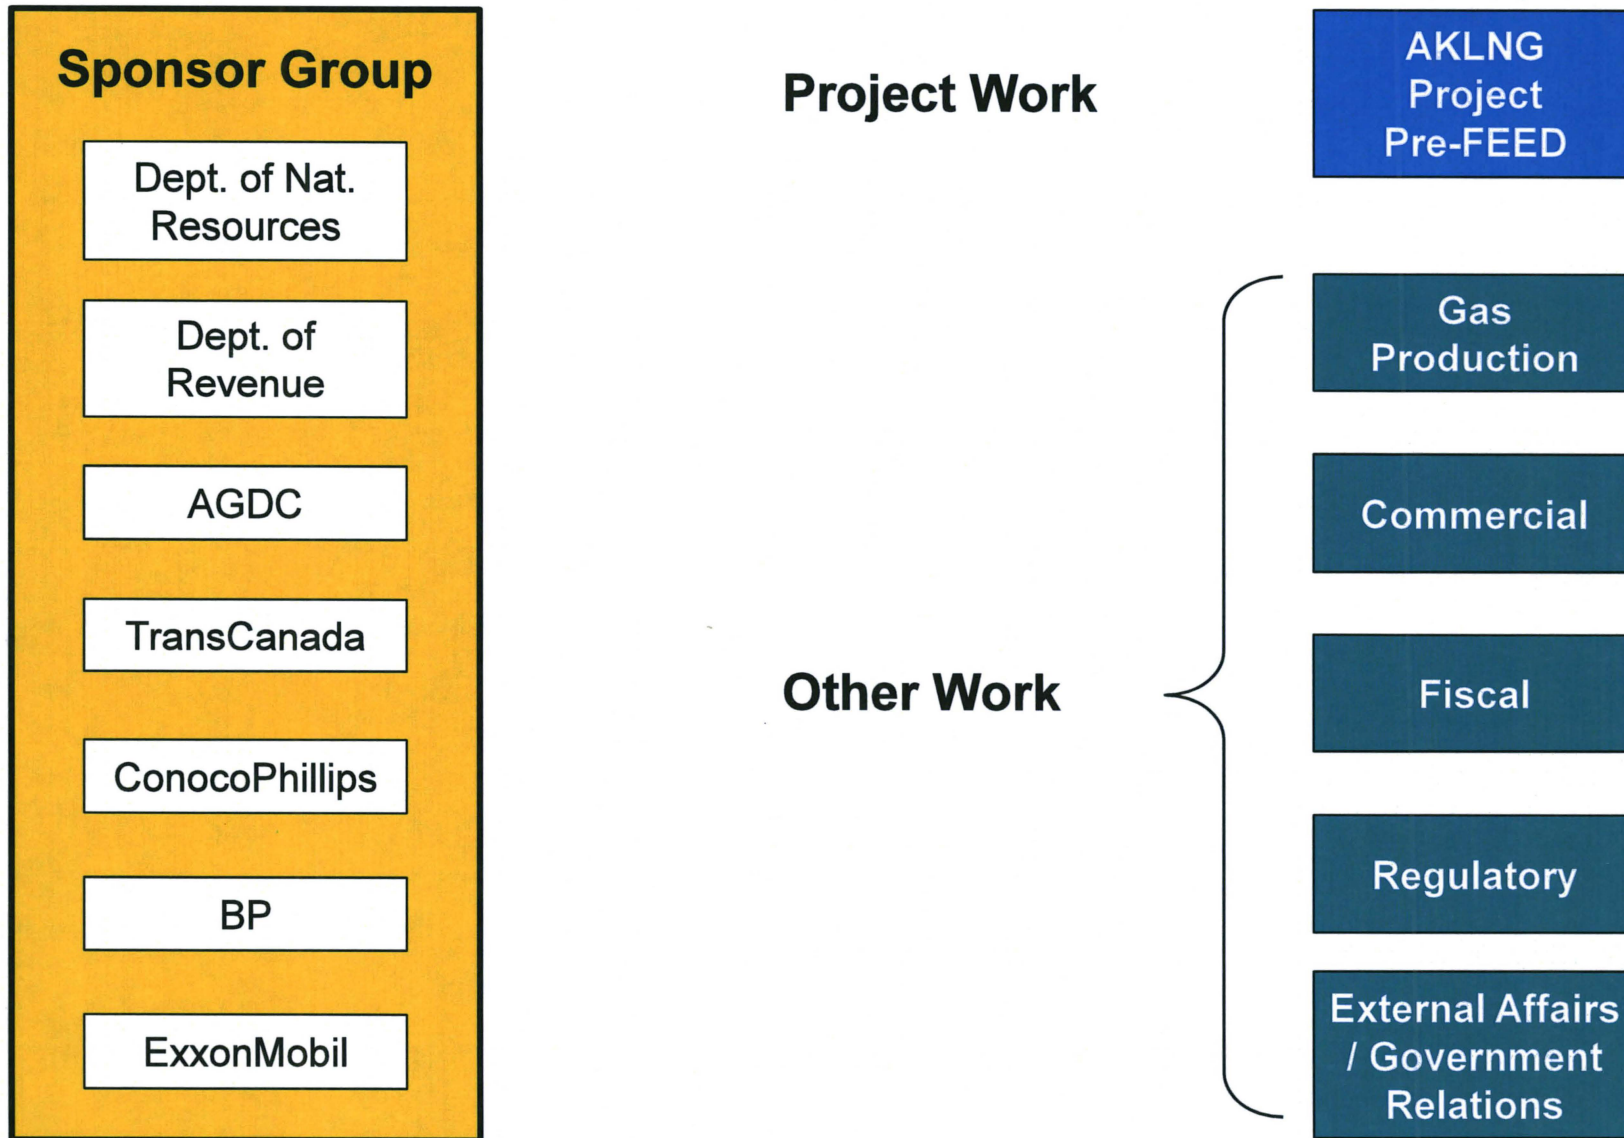 Sponsor Group
Dept. of Nat.
Resources
Dept. of
Revenue
AGDC
TransCanada
ConocoPhillips
BP
ExxonMobil
Project Work
Other Work
AKLNG
Project
Pre-FEED
Gas
Production
Commercial
Fiscal
Regulatory
External Affairs
/ Government
Relations